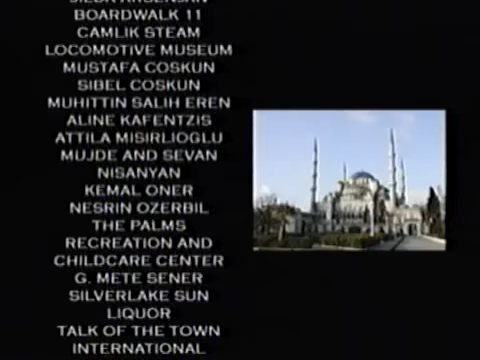 BOARDWALK 11
CAMLIK STEAM
LOCOMOTIVE MUSEUM
MUSTAFA COSKUN
SIBEL COSKUN
MUHITTIN SALIH EREN
ALINE KAFENTZIS
ATTILA MISIRLIOGLU
MUJDE AND SEVAN
NISANYAN
KEMAL ONER
NESRIN OZERBIL
THE PALMS
RECREATION AND
CHILDCARE CENTER
G. METE SENER
SILVERLAKE SUN
LIQUOR
TALK OF THE TOWN
INTERNATIONAL